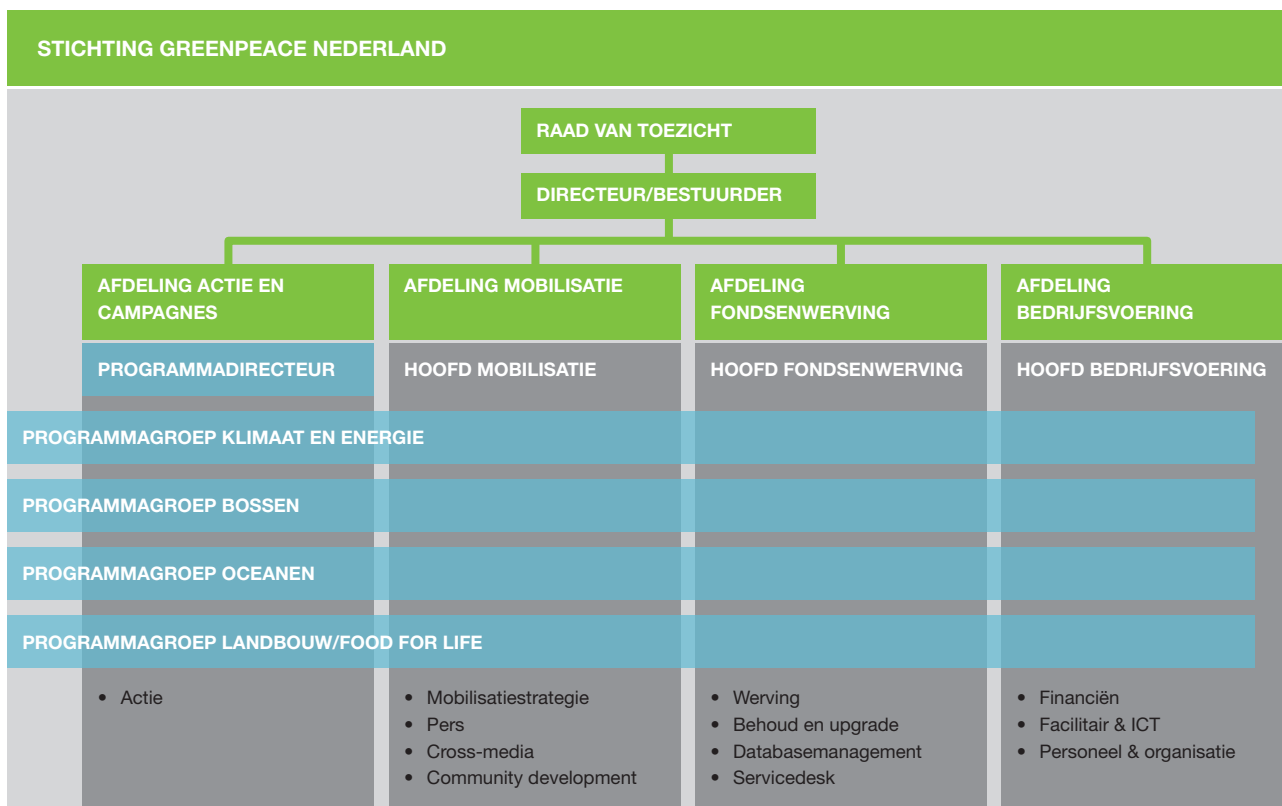 STICHTING GREENPEACE NEDERLAND
RAAD VAN TOEZICHT
DIRECTEUR/BESTUURDER
AFDELING ACTIE EN
CAMPAGNES
AFDELING MOBILISATIE
AFDELING
FONDSENWERVING
AFDELING
BEDRIJFSVOERING
PROGRAMMADIRECTEUR
HOOFD MOBILISATIE
HOOFD FONDSENWERVING
HOOFD BEDRIJFSVOERING
PROGRAMMAGROEP KLIMAAT EN ENERGIE
PROGRAMMAGROEP BOSSEN
PROGRAMMAGROEP OCEANEN
PROGRAMMAGROEP LANDBOUW/FOOD FOR LIFE
• Actie
• Mobilisatiestrategie
• Pers
• Cross-media
• Community development
• Werving
• Behoud en upgrade
• Databasemanagement
• Servicedesk
• Financiën
• Facilitair & ICT
• Personeel & organisatie